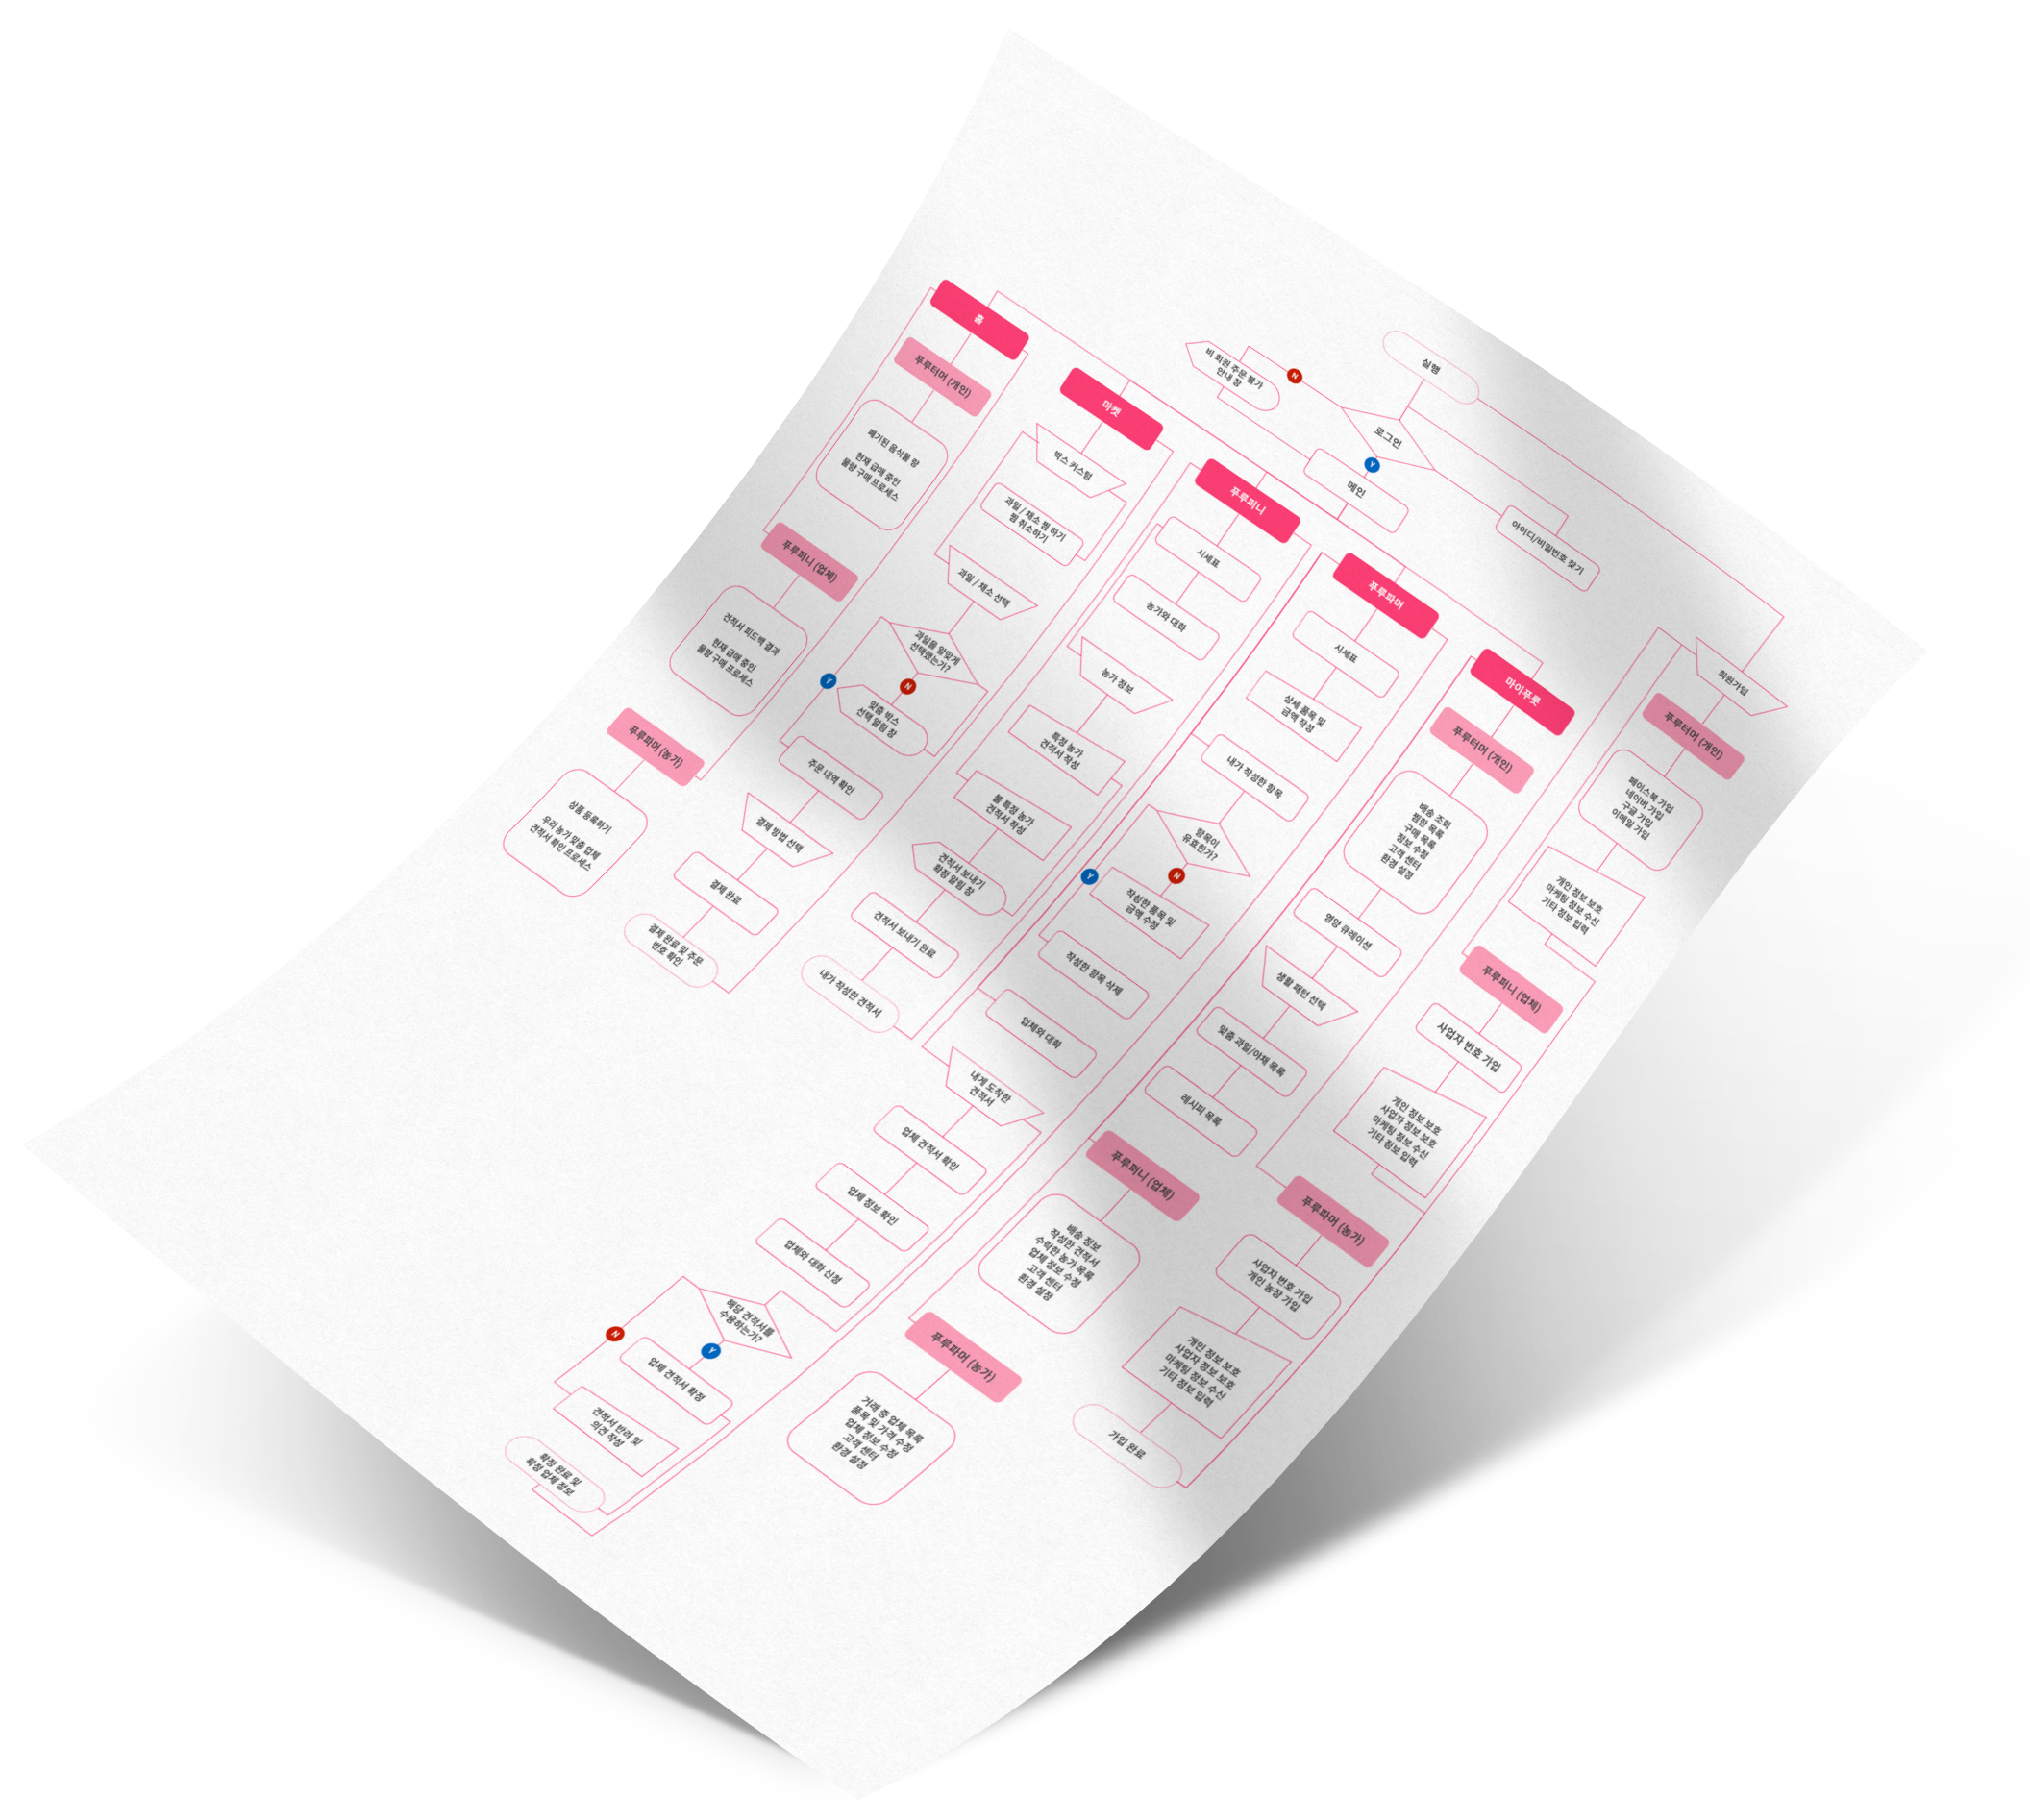 실행
로그인
N
Y
비 회원 주문 불가
안내 창
메인
아이디/비밀번호 찾기
홈
푸루터머 (개인)
폐기된 음식물 량
현재 급매 중인
물량 구매 프로세스
푸루퍼니 (업체)
견적서 피드백 결과
현재 급매 중인
물량 구매 프로세스
푸루파머 (농가)
상품 등록하기
우리 농가 맞춤 업체
견적서 확인 프로세스
마켓
박스 커스텀
과일 / 채소 찜 하기
찜 취소하기
과일 / 채소 선택
과일을 알맞게
선택했는가?
Y
N
맞춤 박스
선택 알림 창
주문 내역 확인
결제 방법 선택
결제 완료
결제 완료 및 주문
번호 확인
푸루퍼니
시세표
농가와 대화
농가 정보
특정 농가
견적서 작성
불 특정 농가
견적서 작성
견적서 보내기
확정 알림 창
견적서 보내기 완료
내가 작성한 견적서
푸루파머
시세표
상세 품목 및
금액 작성
내가 작성한 항목
항목이
유효한가?
Y
N
작성한 품목 및
금액 수정
작성한 항목 삭제
업체와 대화
내게 도착한
견적서
업체 견적서 확인
업체 정보 확인
업체와 대화 신청
해당 견적서를
수용하는가?
N
Y
업체 견적서 확정
견적서 반려 및
의견 작성
확정 완료 및
확정 업체 정보
마이푸룻
푸루터머 (개인)
배송 조회
찜한 목록
구매 목록
정보 수정
고객 센터
환경 설정
영양 큐레이션
생활 패턴 선택
맞춤 과일/야채 목록
레시피 목록
푸루퍼니 (업체)
배송 정보
작성한 견적서
수락한 농가 목록
업체 정보 수정
고객 센터
환경 설정
푸루파머 (농가)
거래 중 업체 목록
품목 및 가격 수정
업체 정보 수정
고객 센터
환경 설정
회원가입
푸루터머 (개인)
페이스북 가입
네이버 가입
구글 가입
이메일 가입
개인 정보 보호
마케팅 정보 수신
기타 정보 입력
푸루퍼니 (업체)
사업자 번호 가입
개인 정보 보호
사업자 정보 보호
마케팅 정보 수신
기타 정보 입력
푸루파머 (농가)
사업자 번호 가입
개인 농장 가입
개인 정보 보호
사업자 정보 보호
마케팅 정보 수신
기타 정보 입력
가입 완료